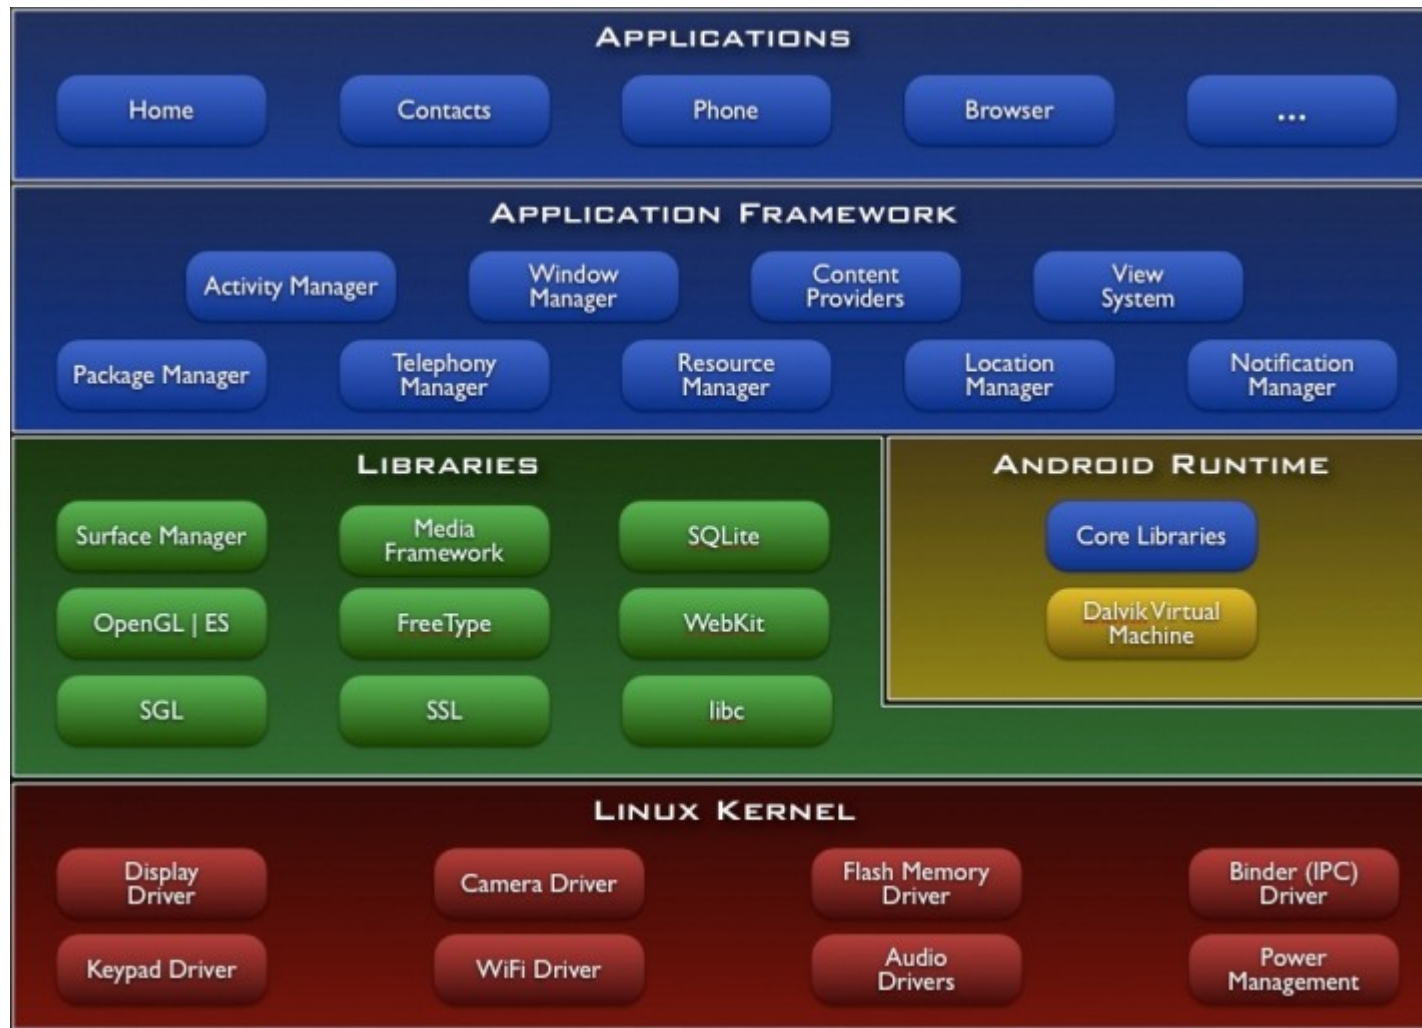 APPLICATIONS
Home
Contacts
Phone
Browser
...
APPLICATION FRAMEWORK
Activity Manager
Window
Manager
Content
Providers
View
System
Package Manager
Telephony
Manager
Resource
Manager
Location
Manager
Notification
Manager
LIBRARIES
Surface Manager
Media
Framework
SQLite
OpenGL | ES
FreeType
WebKit
SGL
SSL
libc
ANDROID RUNTIME
Core Libraries
Dalvik Virtual
Machine
LINUX KERNEL
Display
Driver
Camera Driver
Flash Memory
Driver
Binder (IPC)
Driver
Keypad Driver
WiFi Driver
Audio
Drivers
Power
Management